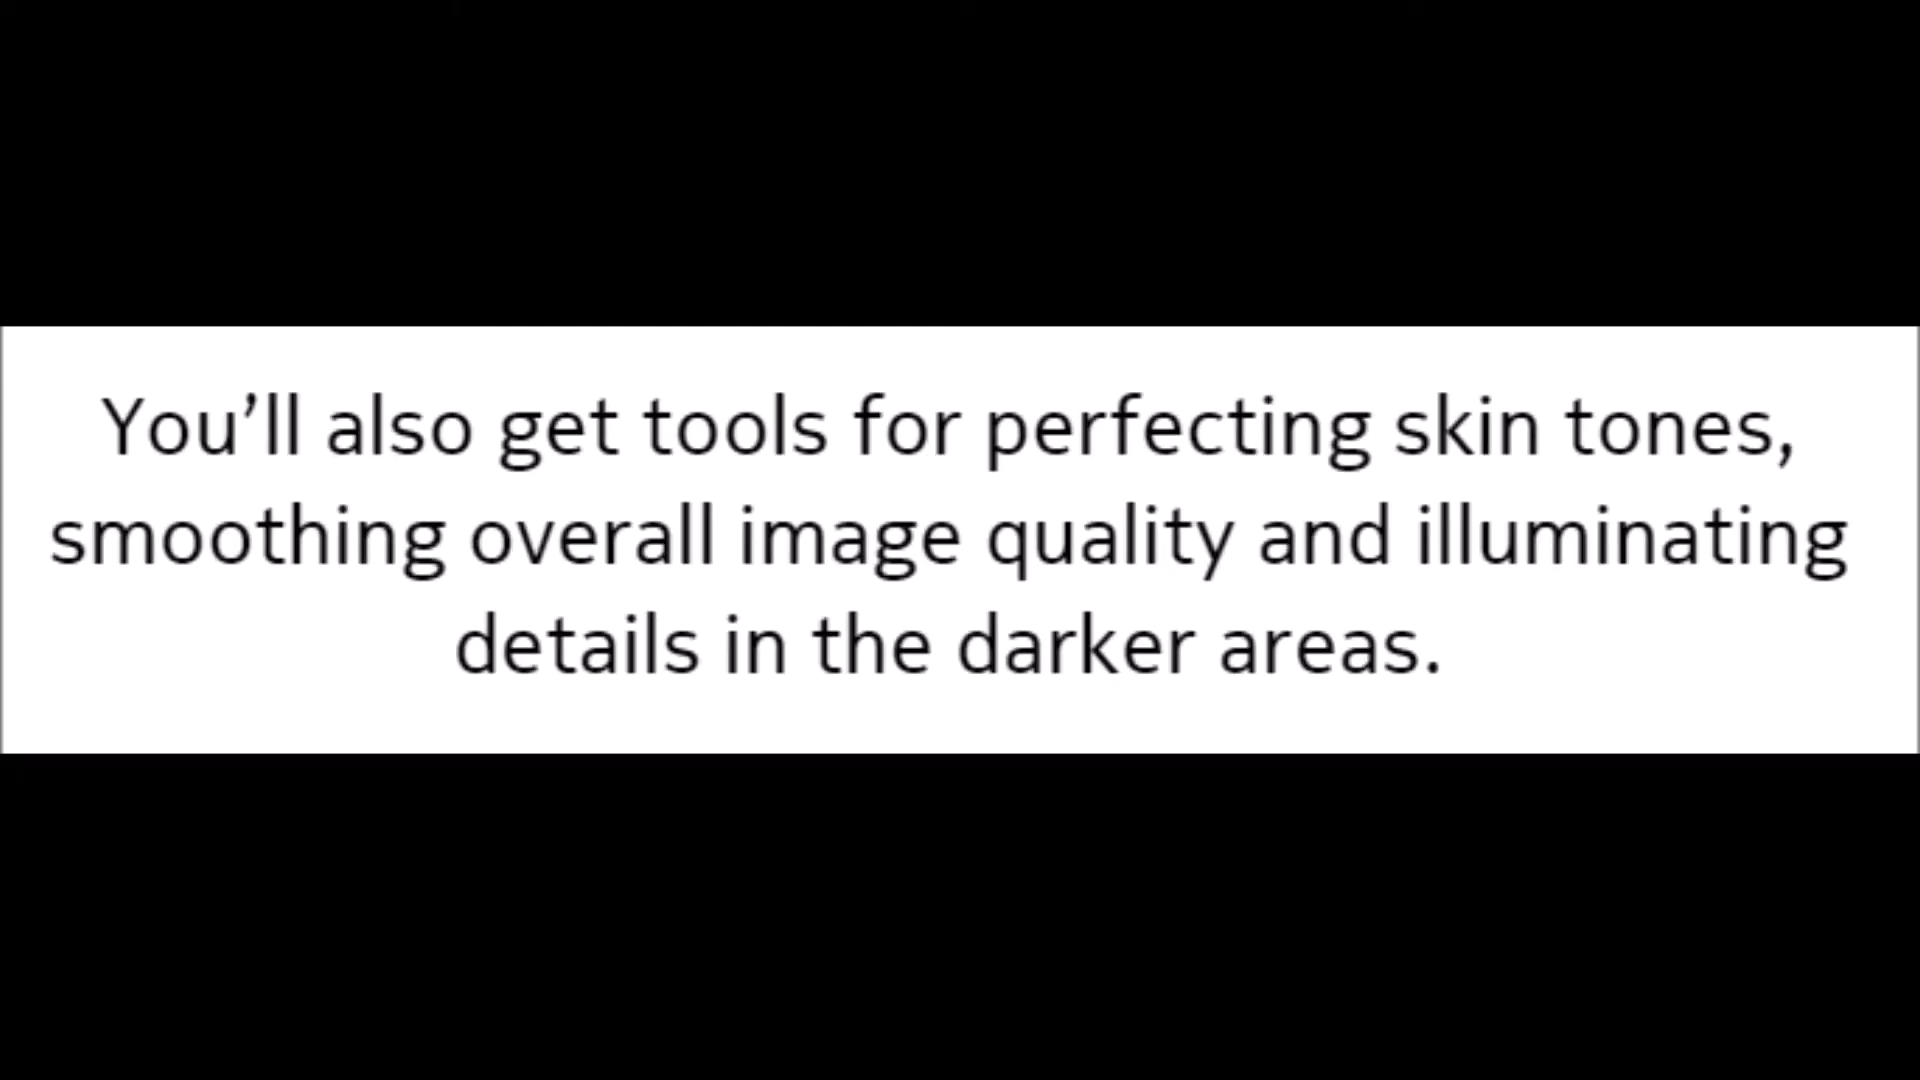 You’ll also get tools for perfecting skin tones,
smoothing overall image quality and illuminating
details in the darker areas.